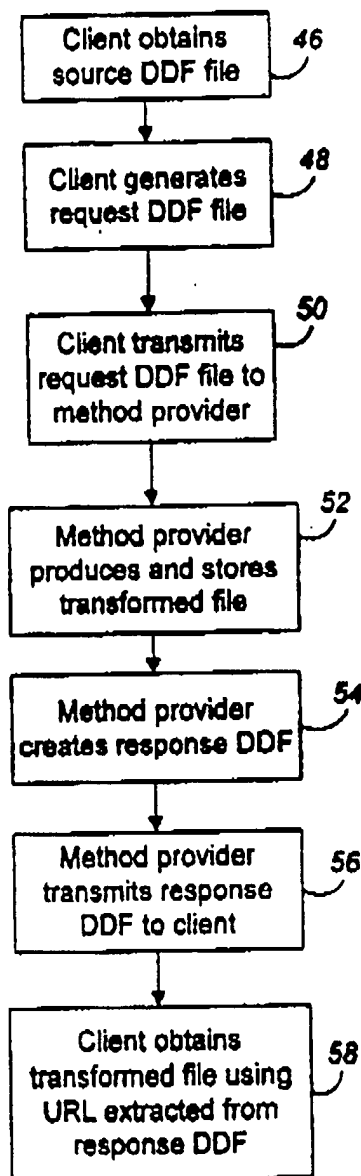 Client obtains
source DDF file
46
Client generates
request DDF file
48
Client transmits
request DDF file to
method provider
50
Method provider
produces and stores
transformed file
52
Method provider
creates response DDF
54
Method provider
transmits response
DDF to client
56
Client obtains
transformed file using
URL extracted from
response DDF
58